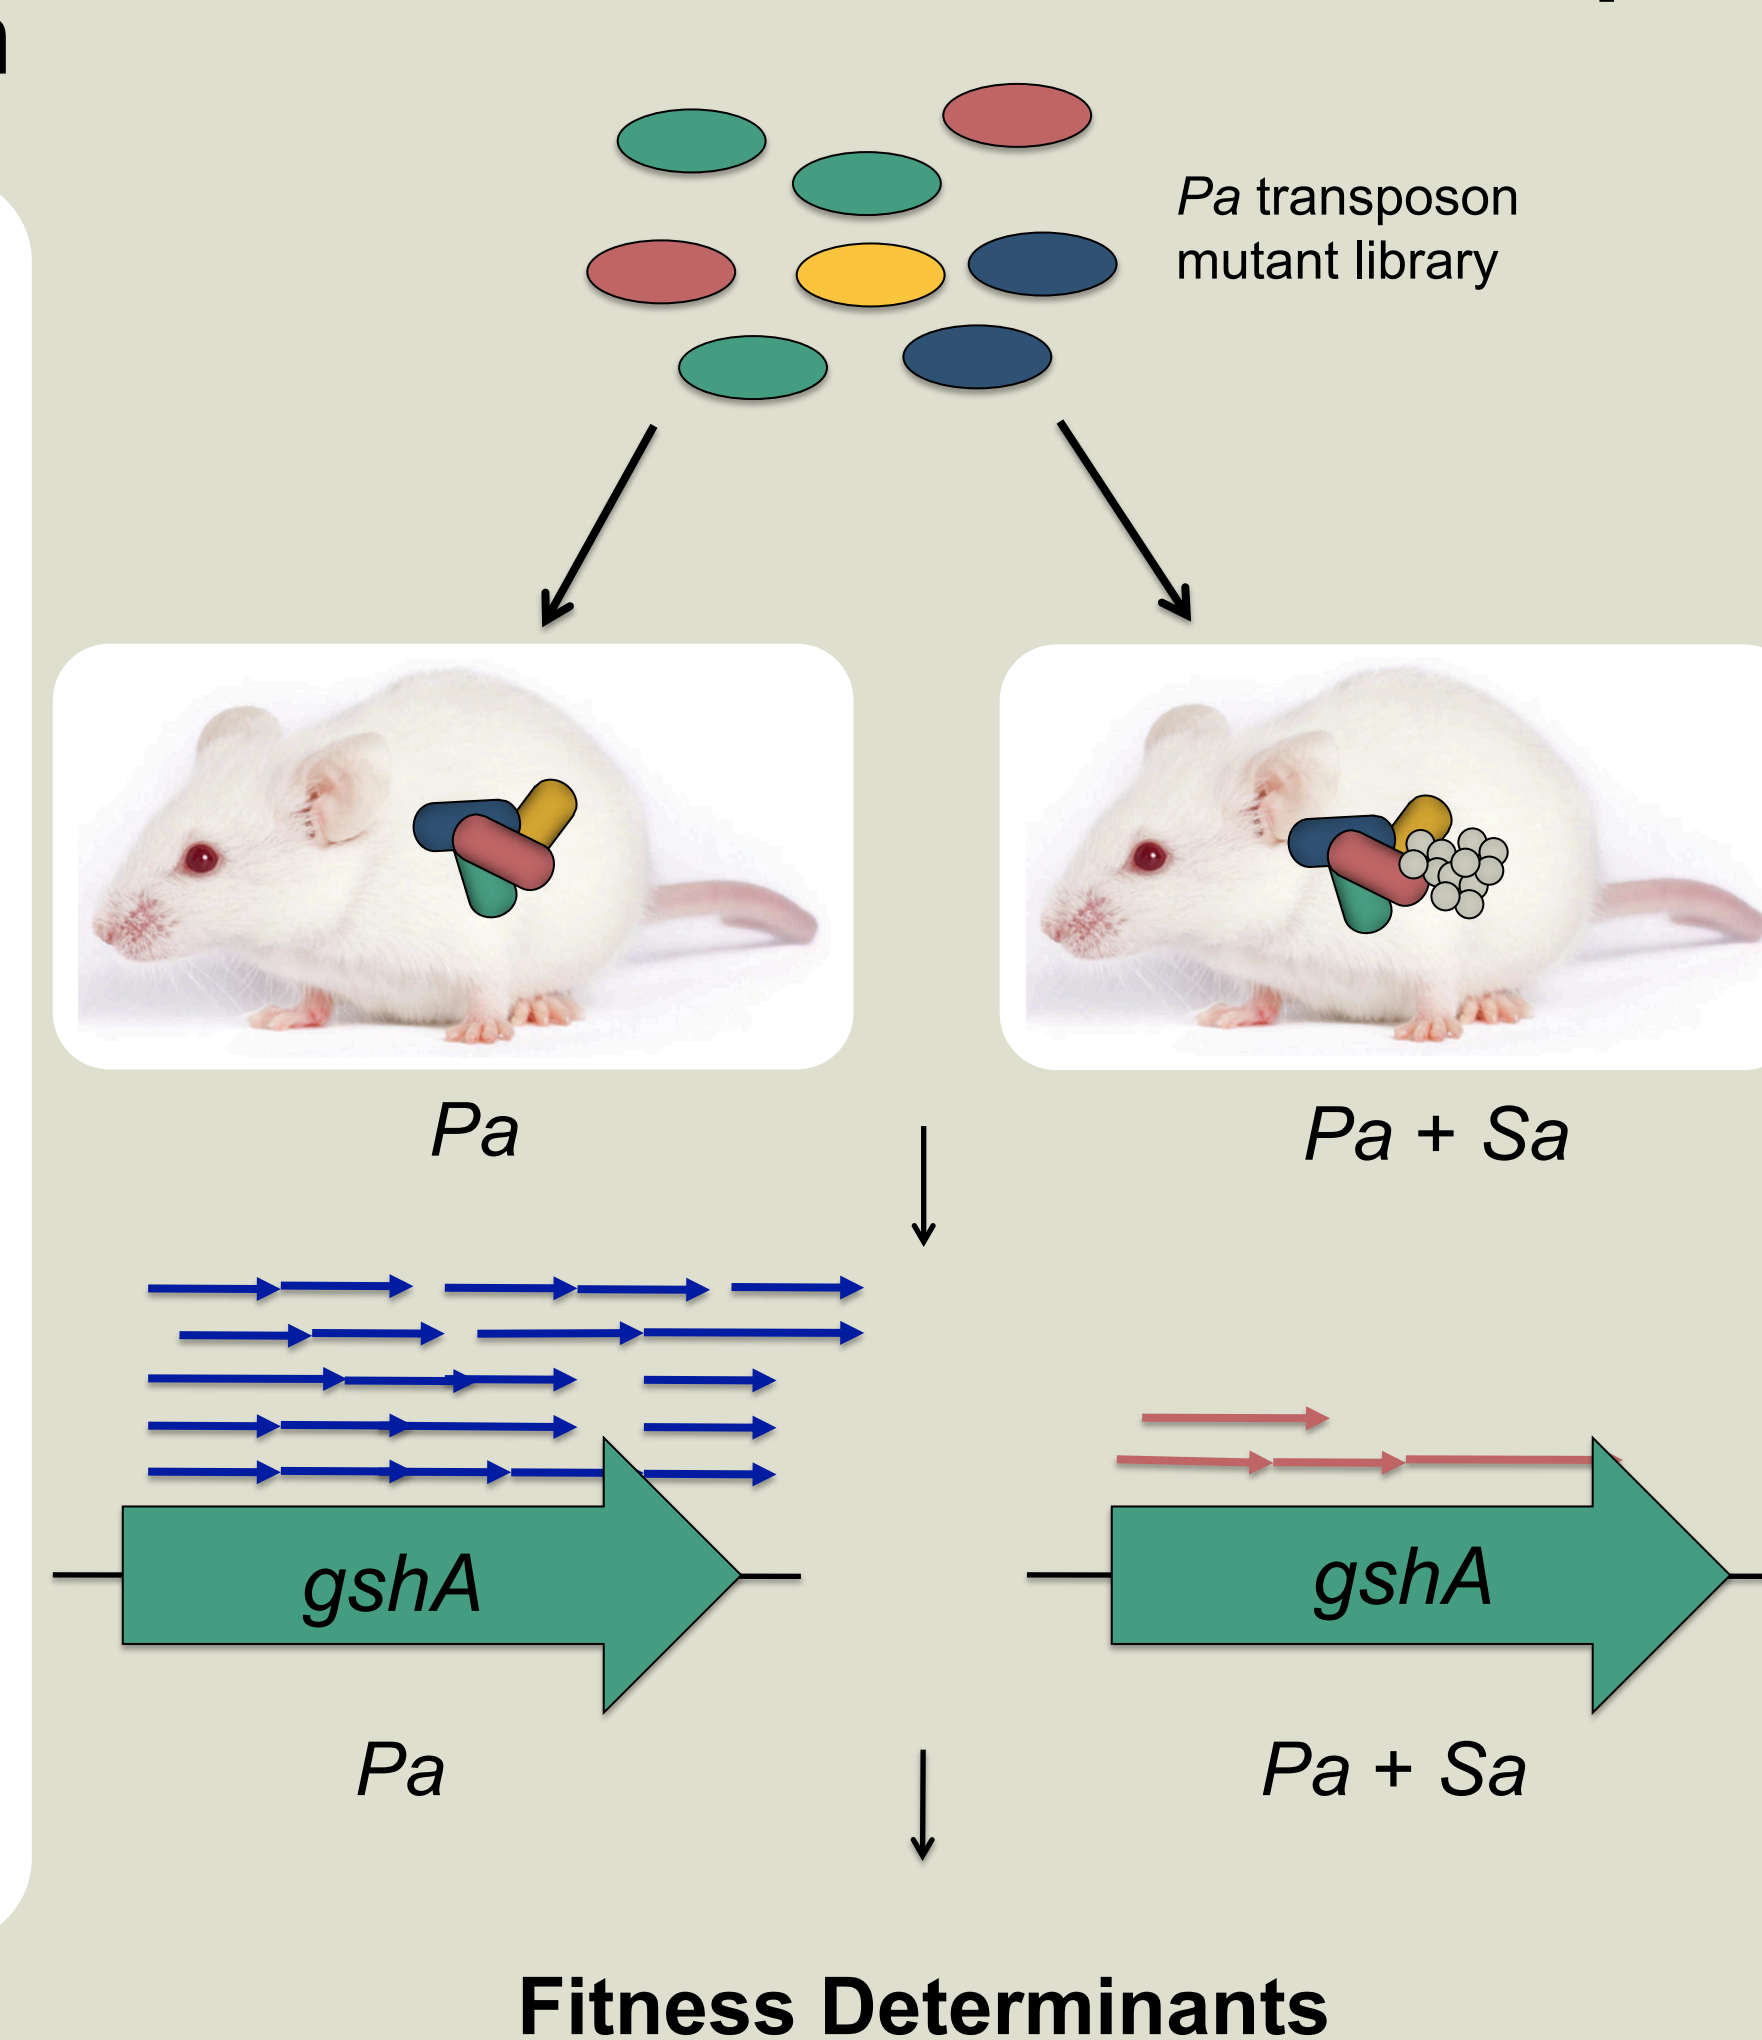 Pa transposon
mutant library
Pa
Pa + Sa
gshA
gshA
Pa
Pa + Sa
Fitness Determinants